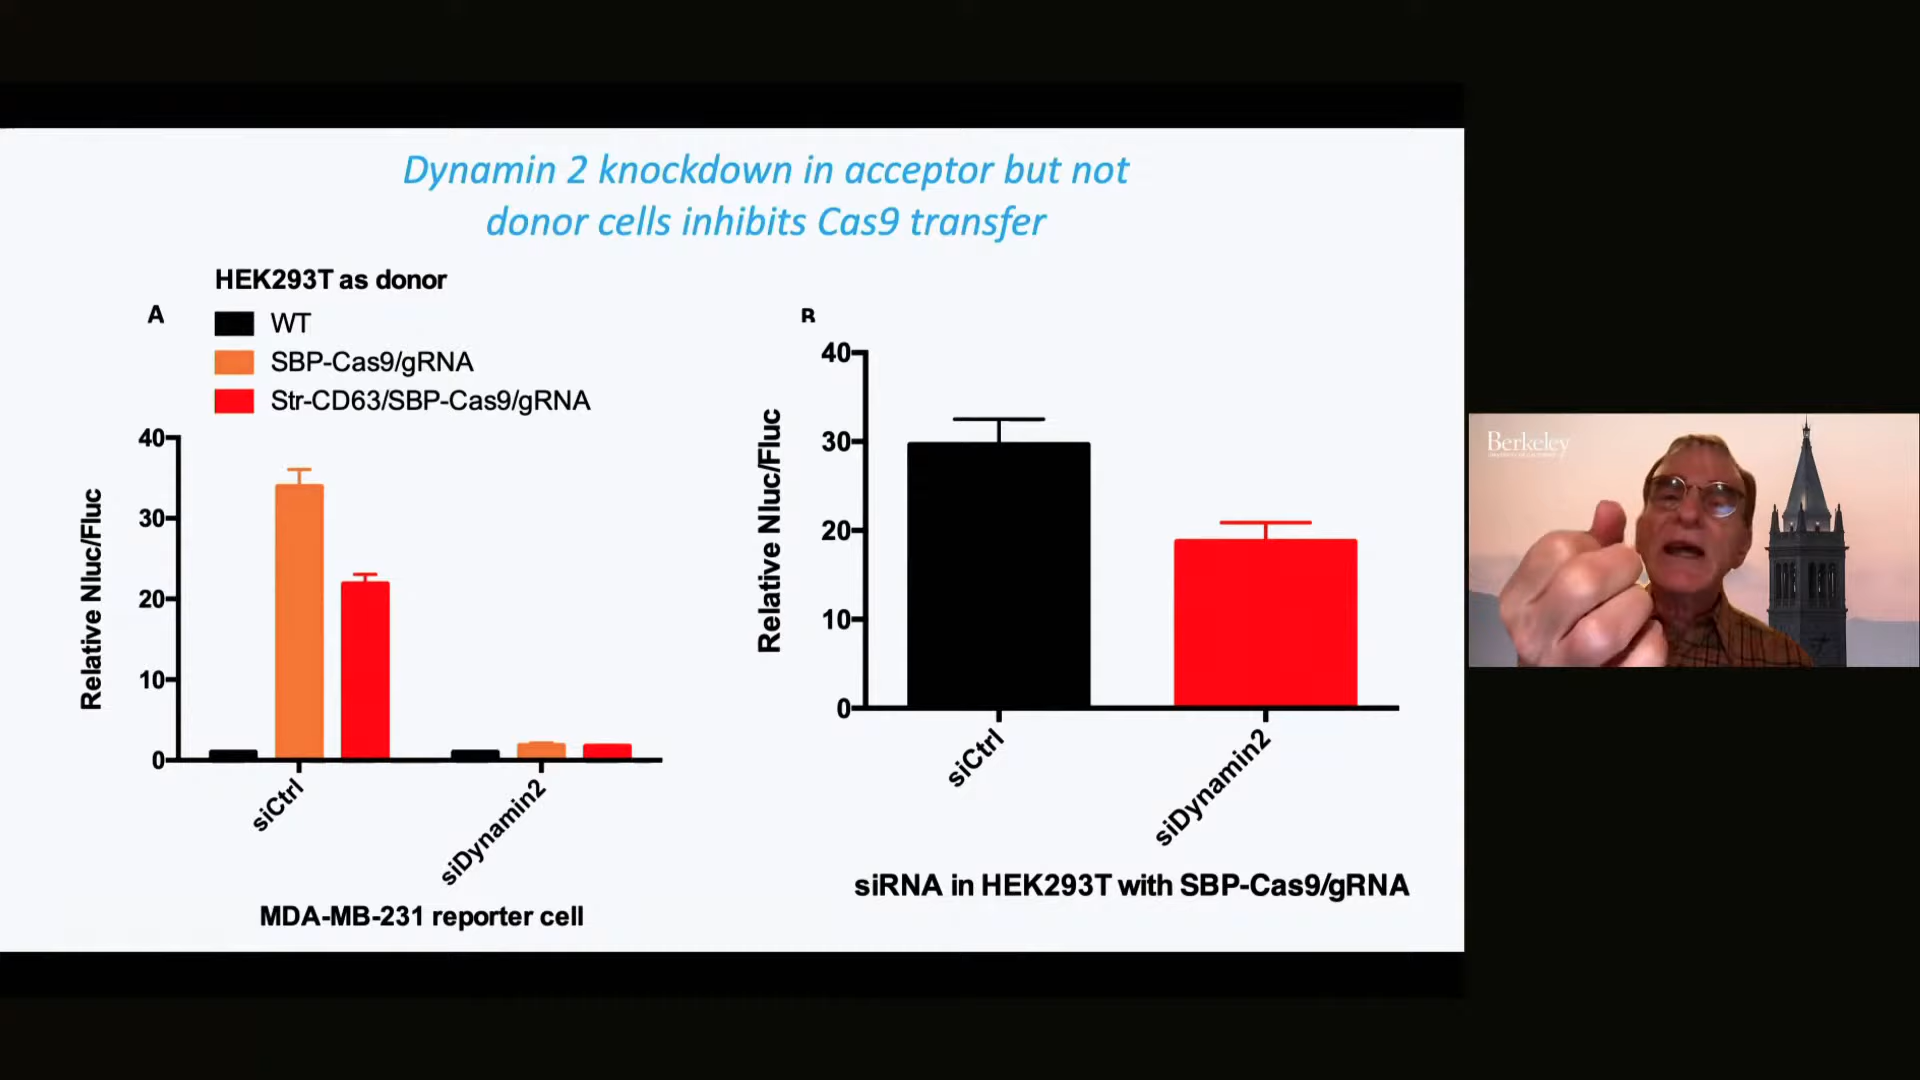 Dynamin 2 knockdown in acceptor but not
donor cells inhibits Cas9 transfer
HEK293T as donor
A
WT
SBP-Cas9/gRNA
Str-CD63/SBP-Cas9/gRNA
40
30
20
10
0
Relative Nluc/Fluc
siCtrl
siDynamin2
MDA-MB-231 reporter cell
B
40
30
20
10
0
Relative Nluc/Fluc
siCtrl
siDynamin2
siRNA in HEK293T with SBP-Cas9/gRNA
Berkeley